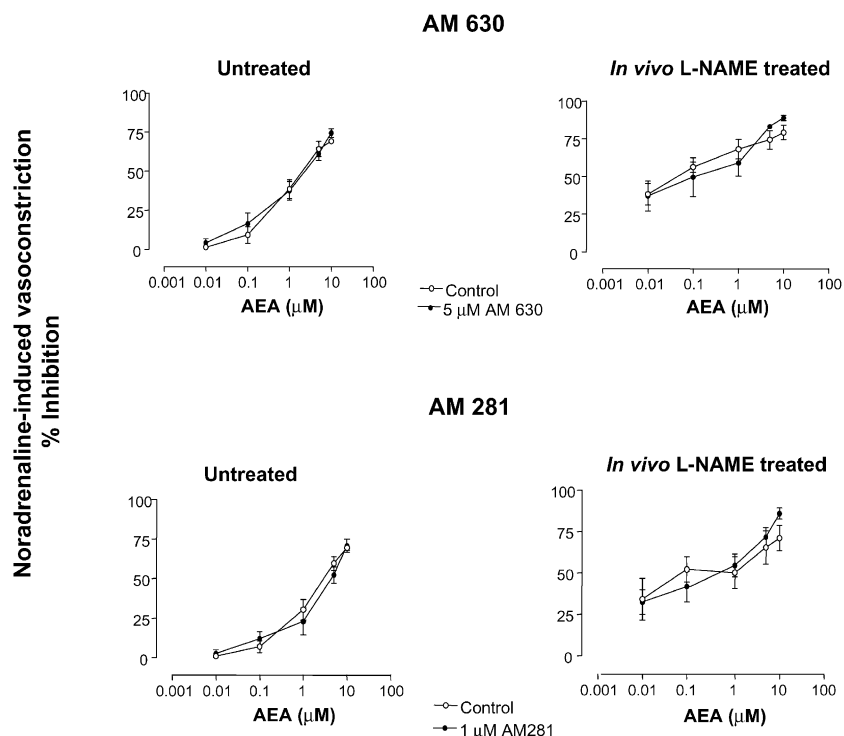 AM 630
Untreated
In vivo L-NAME treated
Noradrenaline-induced vasoconstriction
% Inhibition
100
75
50
25
0
0.001 0.01 0.1 1 10 100
AEA (μM)
100
75
50
25
0
0.001 0.01 0.1 1 10 100
AEA (μM)
Control
5 μM AM 630
AM 281
Untreated
In vivo L-NAME treated
100
75
50
25
0
0.001 0.01 0.1 1 10 100
AEA (μM)
100
75
50
25
0
0.001 0.01 0.1 1 10 100
AEA (μM)
Control
1 μM AM281